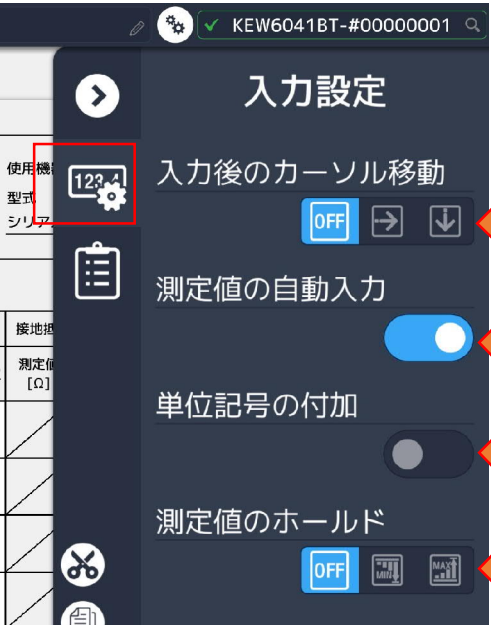 KEW6041BT-#00000001
入力設定
使用機
型式
シリア
123.4
入力後のカーソル移動
OFF
測定値の自動入力
接地抵
測定値
[Ω]
単位記号の付加
測定値のホールド
OFF
MIN
MAX